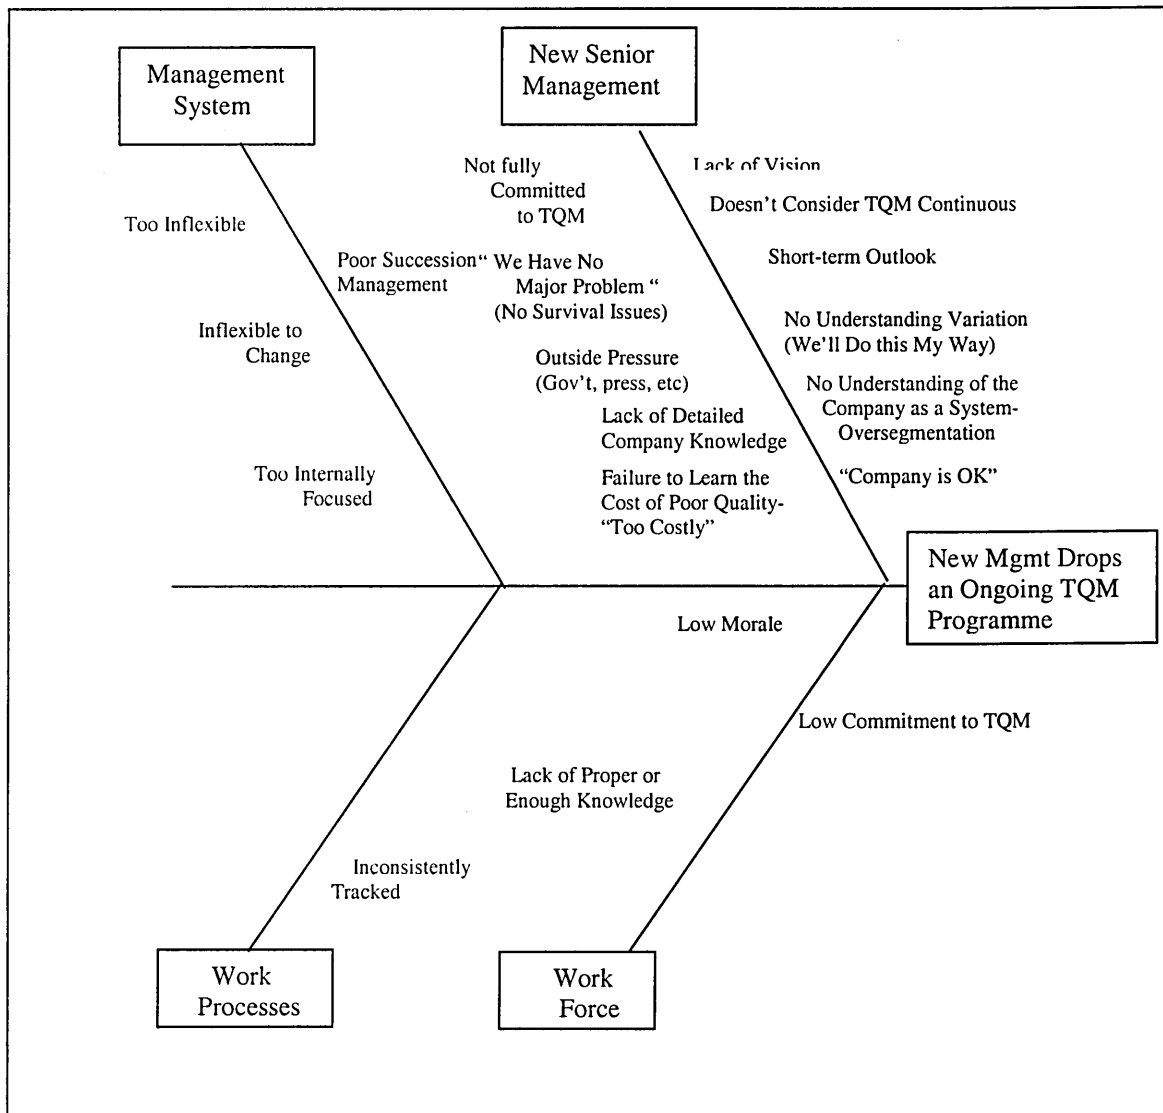 Management
System
New Senior
Management
Not fully
Committed
to TQM
Lack of Vision
Doesn't Consider TQM Continuous
Too Inflexible
Poor Succession
Management
“ We Have No
Major Problem “
(No Survival Issues)
Short-term Outlook
Inflexible to
Change
No Understanding Variation
(We'll Do this My Way)
Outside Pressure
(Gov't, press, etc)
No Understanding of the
Company as a System-
Oversegmentation
Lack of Detailed
Company Knowledge
Too Internally
Focused
Failure to Learn the
Cost of Poor Quality-
“Too Costly”
“Company is OK”
New Mgmt Drops
an Ongoing TQM
Programme
Low Morale
Low Commitment to TQM
Lack of Proper or
Enough Knowledge
Inconsistently
Tracked
Work
Processes
Work
Force